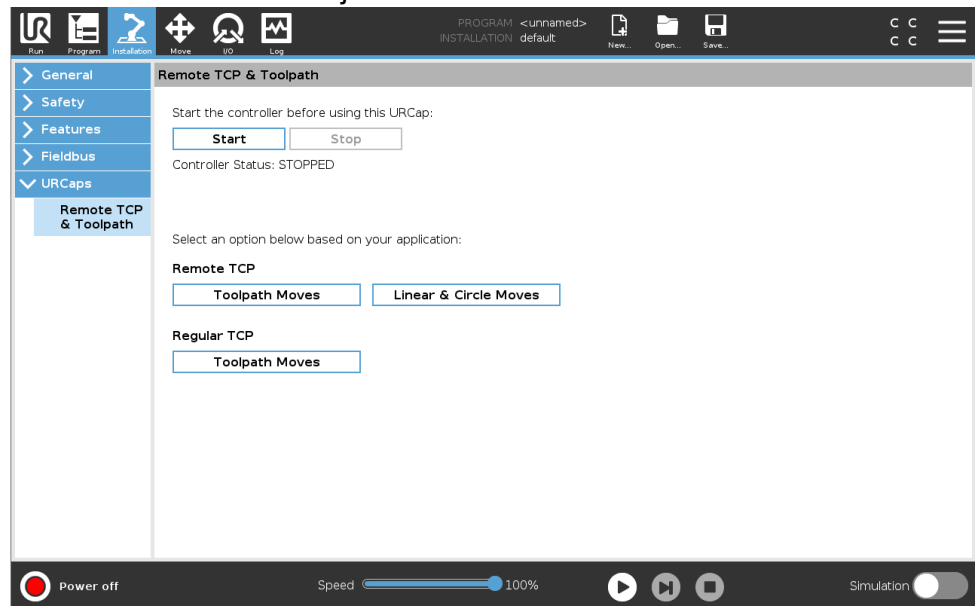 PROGRAM <unnamed>
INSTALLATION default
UR
Run Program Installation Move I/O Log New... Open... Save...
C C
C C
General
Safety
Features
Fieldbus
URCaps
Remote TCP
& Toolpath
Remote TCP & Toolpath
Start the controller before using this URCap:
Start Stop
Controller Status: STOPPED
Select an option below based on your application:
Remote TCP
Toolpath Moves Linear & Circle Moves
Regular TCP
Toolpath Moves
Power off Speed 100% Simulation